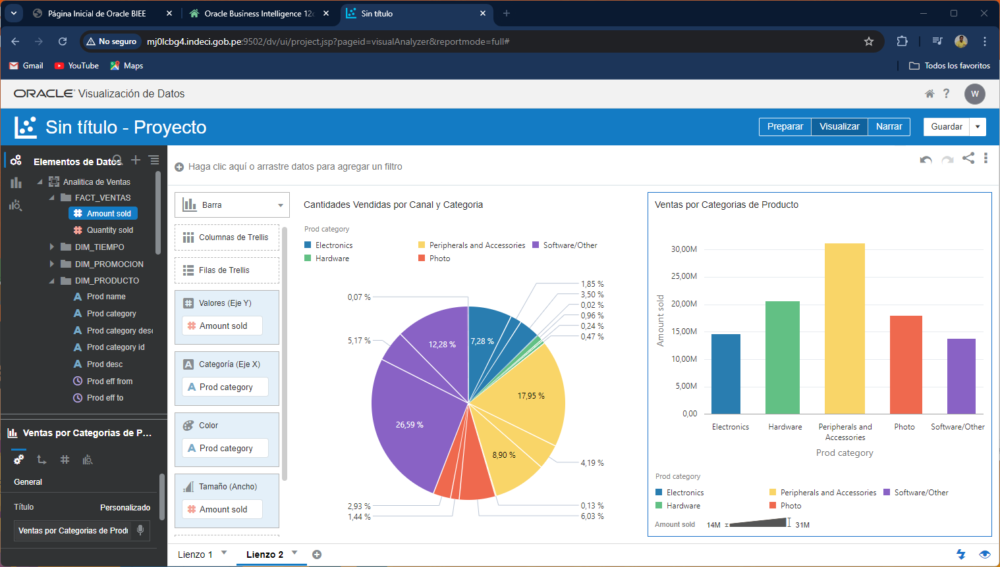 Página Inicial de Oracle BIEE
Oracle Business Intelligence 12c
Sin título
No seguro
mj0lcbg4.indeci.gob.pe:9502/dv/ui/project.jsp?pageid=visualAnalyzer&reportmode=full#
Gmail
YouTube
Maps
Todos los favoritos
ORACLE Visualización de Datos
W
Sin título - Proyecto
Preparar
Visualizar
Narrar
Guardar
Elementos de Datos
Analitica de Ventas
FACT_VENTAS
Amount sold
Quantity sold
DIM_TIEMPO
DIM_PROMOCION
DIM_PRODUCTO
Prod name
Prod category
Prod category desc
Prod category id
Prod desc
Prod eff from
Prod eff to
Ventas por Categorias de P...
General
Título
Personalizado
Ventas por Categorias de Produ
Haga clic aquí o arrastre datos para agregar un filtro
Barra
Columnas de Trellis
Filas de Trellis
Valores (Eje Y)
Amount sold
Categoría (Eje X)
Prod category
Color
Prod category
Tamaño (Ancho)
Amount sold
Cantidades Vendidas por Canal y Categoria
Prod category
Electronics
Peripherals and Accessories
Software/Other
Hardware
Photo
0,07 %
5,17 %
12,28 %
7,28 %
1,85 %
3,50 %
0,02 %
0,96 %
0,24 %
0,47 %
17,95 %
26,59 %
8,90 %
4,19 %
2,93 %
1,44 %
0,13 %
6,03 %
Ventas por Categorias de Producto
Amount sold
30,00M
25,00M
20,00M
15,00M
10,00M
5,00M
0,00
Electronics
Hardware
Peripherals and Accessories
Photo
Software/Other
Prod category
Prod category
Electronics
Peripherals and Accessories
Software/Other
Hardware
Photo
Amount sold
14M
31M
Lienzo 1
Lienzo 2